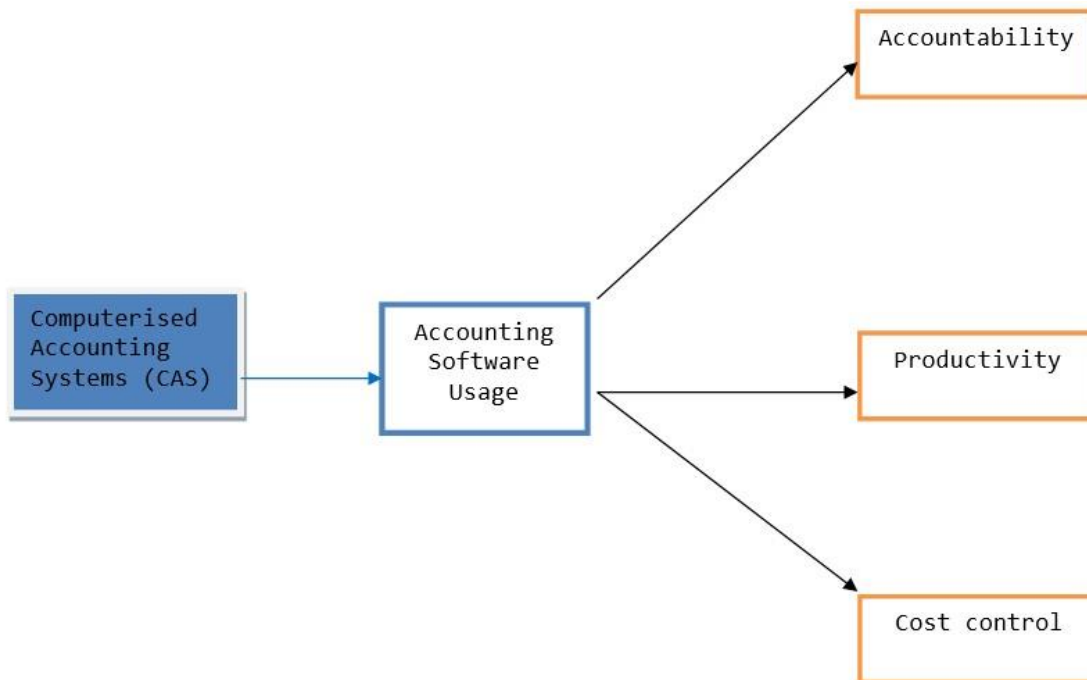 Accountability
Computerised
Accounting
Systems (CAS)
Accounting
Software
Usage
Productivity
Cost control